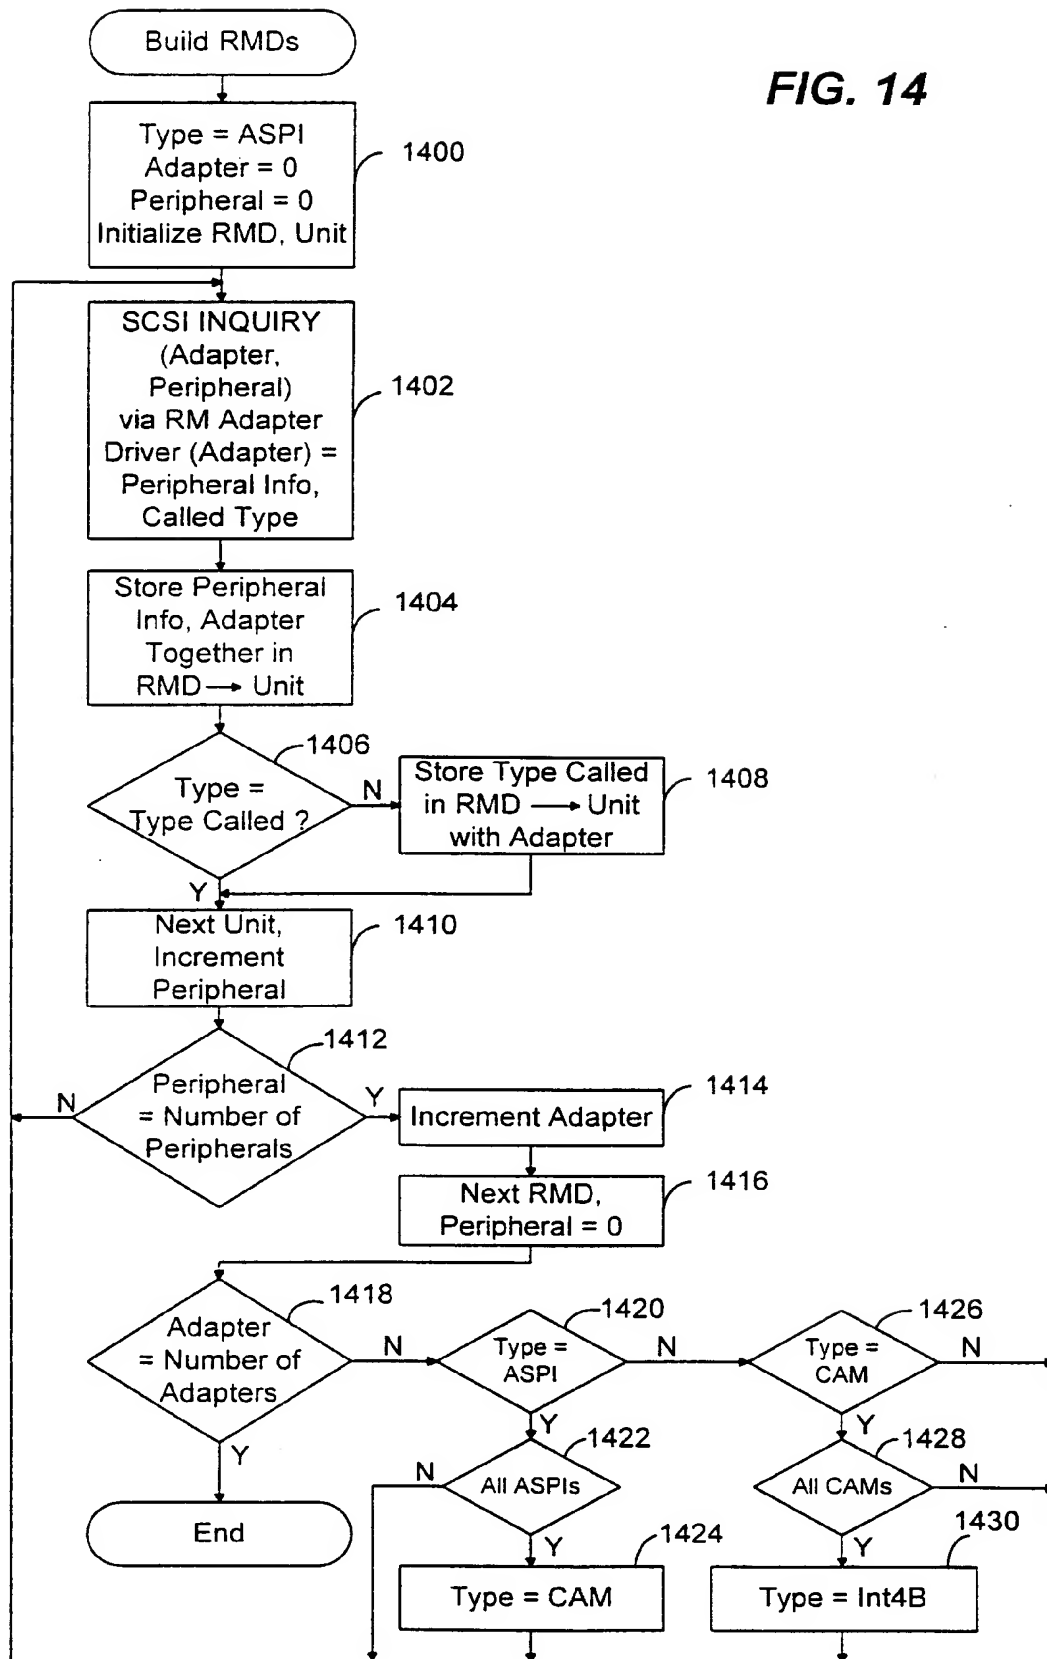 Build RMDs
FIG. 14
Type = ASPI
Adapter = 0
Peripheral = 0
Initialize RMD, Unit
1400
SCSI INQUIRY
(Adapter,
Peripheral)
via RM Adapter
Driver (Adapter) =
Peripheral Info,
Called Type
1402
Store Peripheral
Info, Adapter
Together in
RMD → Unit
1404
1406
Type =
Type Called ?
N
Y
Store Type Called
in RMD → Unit
with Adapter
1408
Next Unit,
Increment
Peripheral
1410
1412
Peripheral
= Number of
Peripherals
N
Y
Increment Adapter
1414
Next RMD,
Peripheral = 0
1416
1418
Adapter
= Number of
Adapters
N
Y
1420
Type =
ASPI
N
Y
1426
Type =
CAM
N
Y
1422
All ASPIs
N
Y
1428
All CAMs
N
Y
End
1424
Type = CAM
1430
Type = Int4B